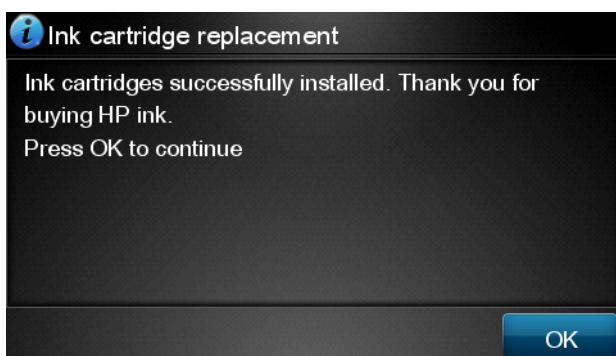 Ink cartridge replacement
Ink cartridges successfully installed. Thank you for
buying HP ink.
Press OK to continue
OK